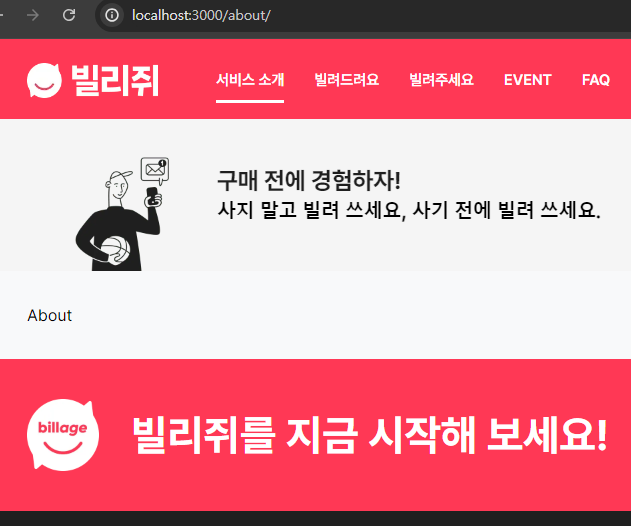 localhost:3000/about/
빌리쥐
서비스 소개 빌려드려요 빌려주세요 EVENT FAQ
구매 전에 경험하자!
사지 말고 빌려 쓰세요, 사기 전에 빌려 쓰세요.
About
billage
빌리쥐를 지금 시작해 보세요!